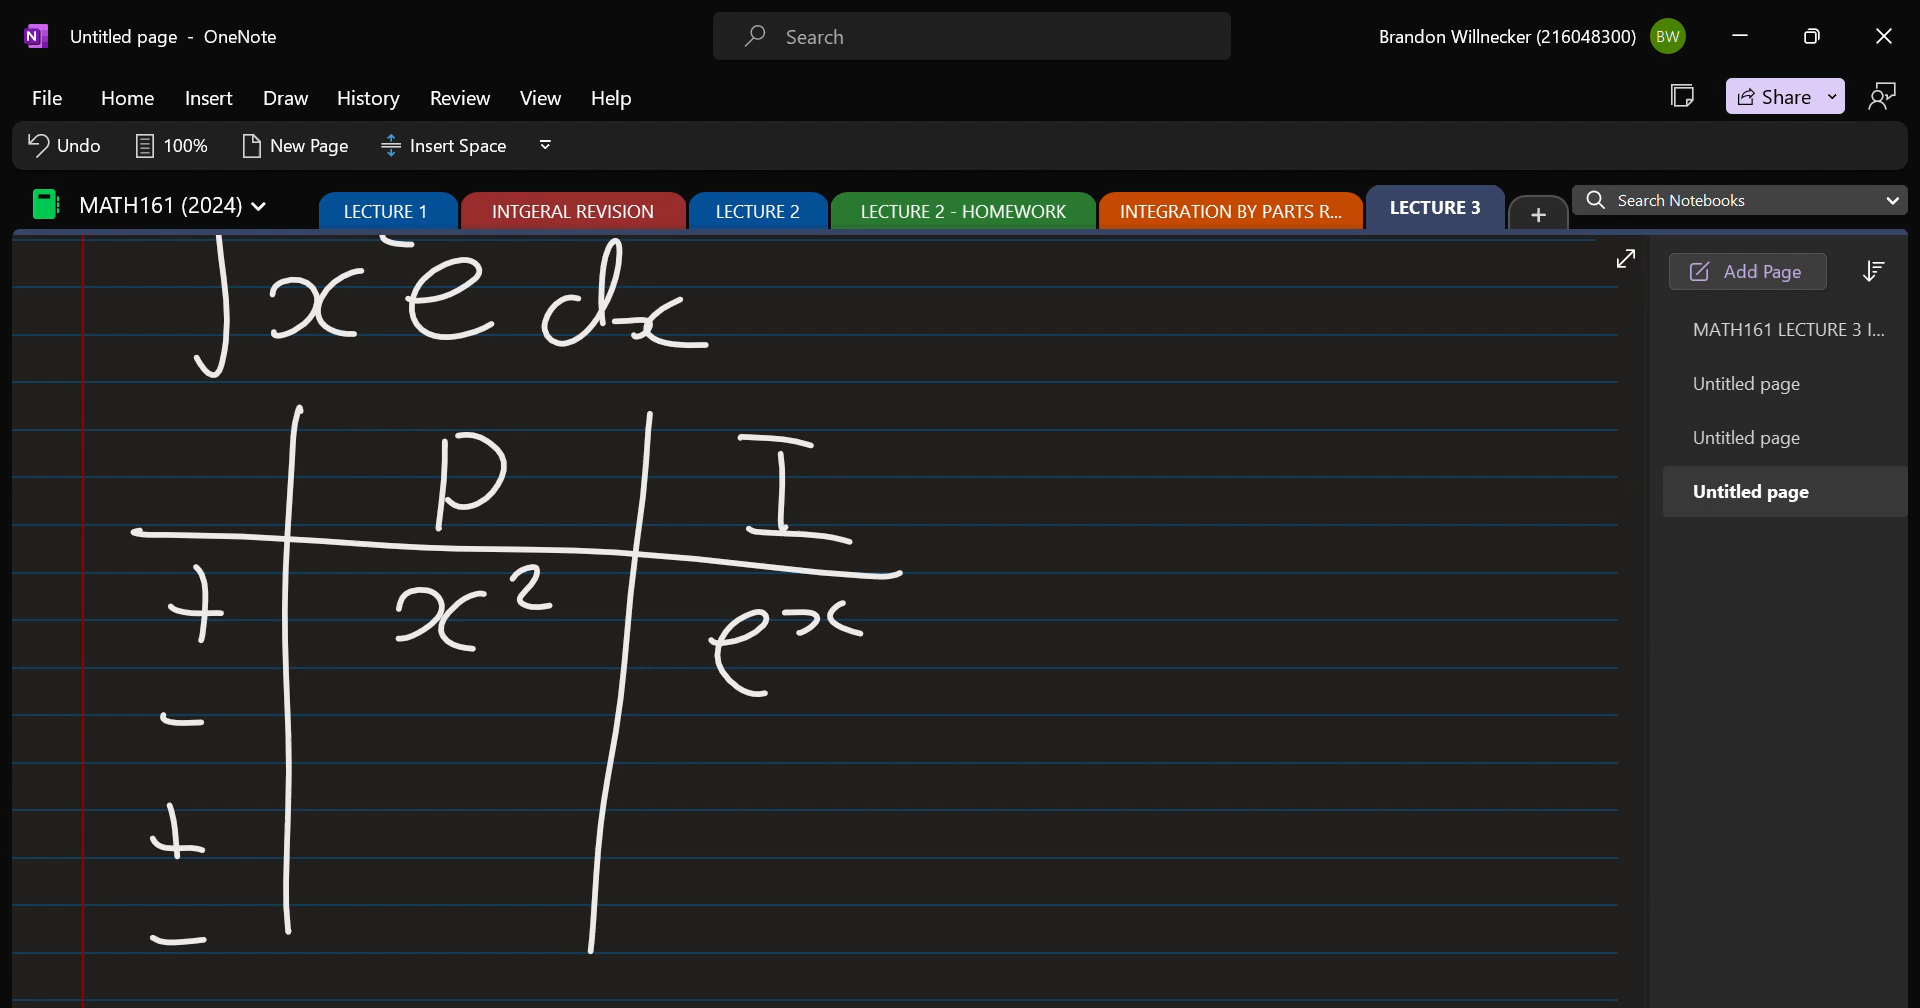 Untitled page - OneNote
Search
Brandon Willnecker (216048300) BW
File Home Insert Draw History Review View Help
Share
Undo 100% New Page Insert Space
MATH161 (2024)
LECTURE 1 INTGERAL REVISION LECTURE 2 LECTURE 2 - HOMEWORK INTEGRATION BY PARTS R... LECTURE 3 +
Search Notebooks
Add Page
MATH161 LECTURE 3 I...
Untitled page
Untitled page
Untitled page
∫ x e dx
D I
+ x² eˣ
-
+
-